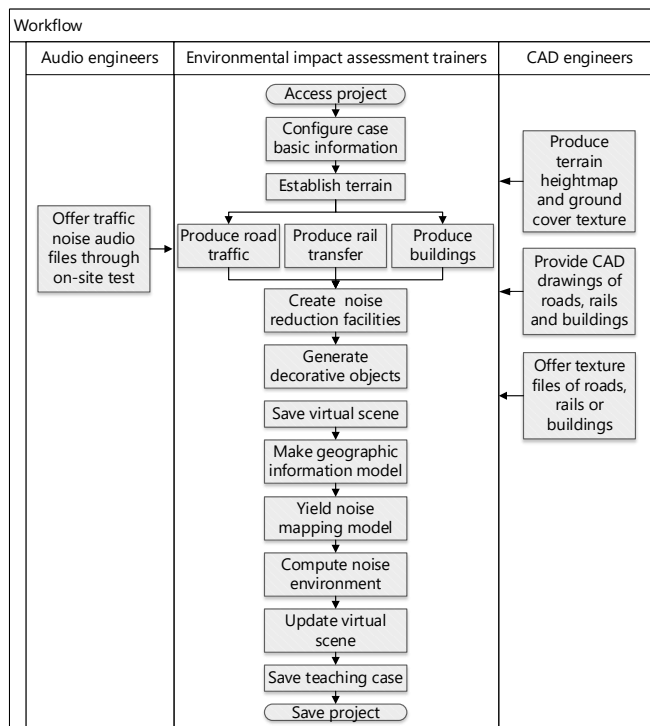 Workflow
Audio engineers
Environmental impact assessment trainers
CAD engineers
Access project
Configure case
basic information
Establish terrain
Produce road
traffic
Produce rail
transfer
Produce
buildings
Create noise
reduction facilities
Generate
decorative objects
Save virtual scene
Make geographic
information model
Yield noise
mapping model
Compute noise
environment
Update virtual
scene
Save teaching case
Save project
Offer traffic
noise audio
files through
on-site test
Produce
terrain
heightmap
and ground
cover texture
Provide CAD
drawings of
roads, rails
and buildings
Offer texture
files of roads,
rails or
buildings